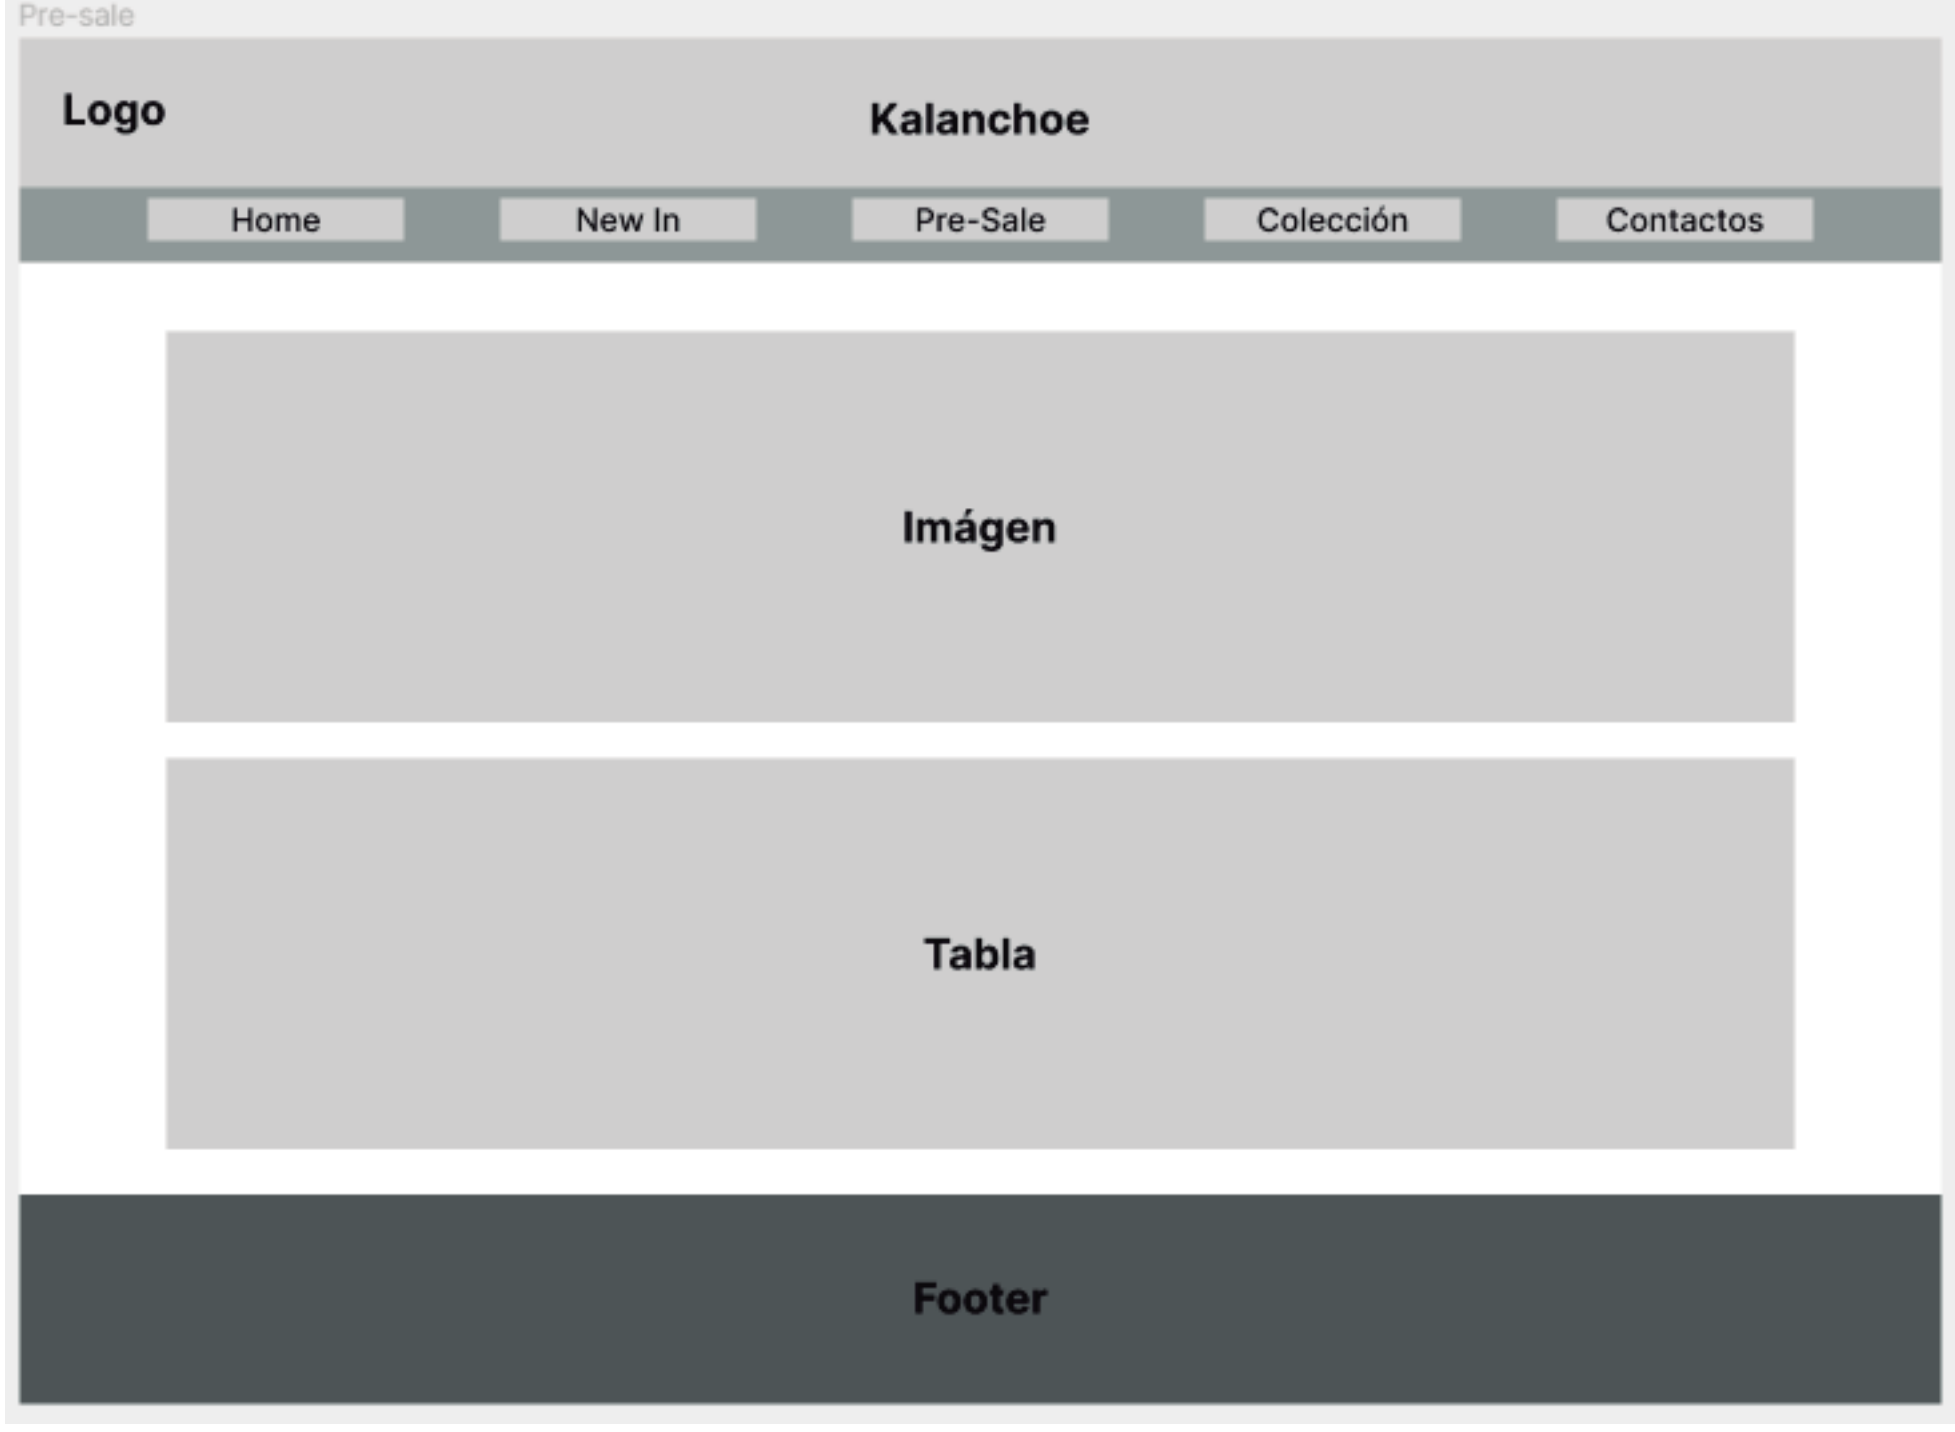 Pre-sale
Logo
Kalanchoe
Home
New In
Pre-Sale
Colección
Contactos
Imágen
Tabla
Footer